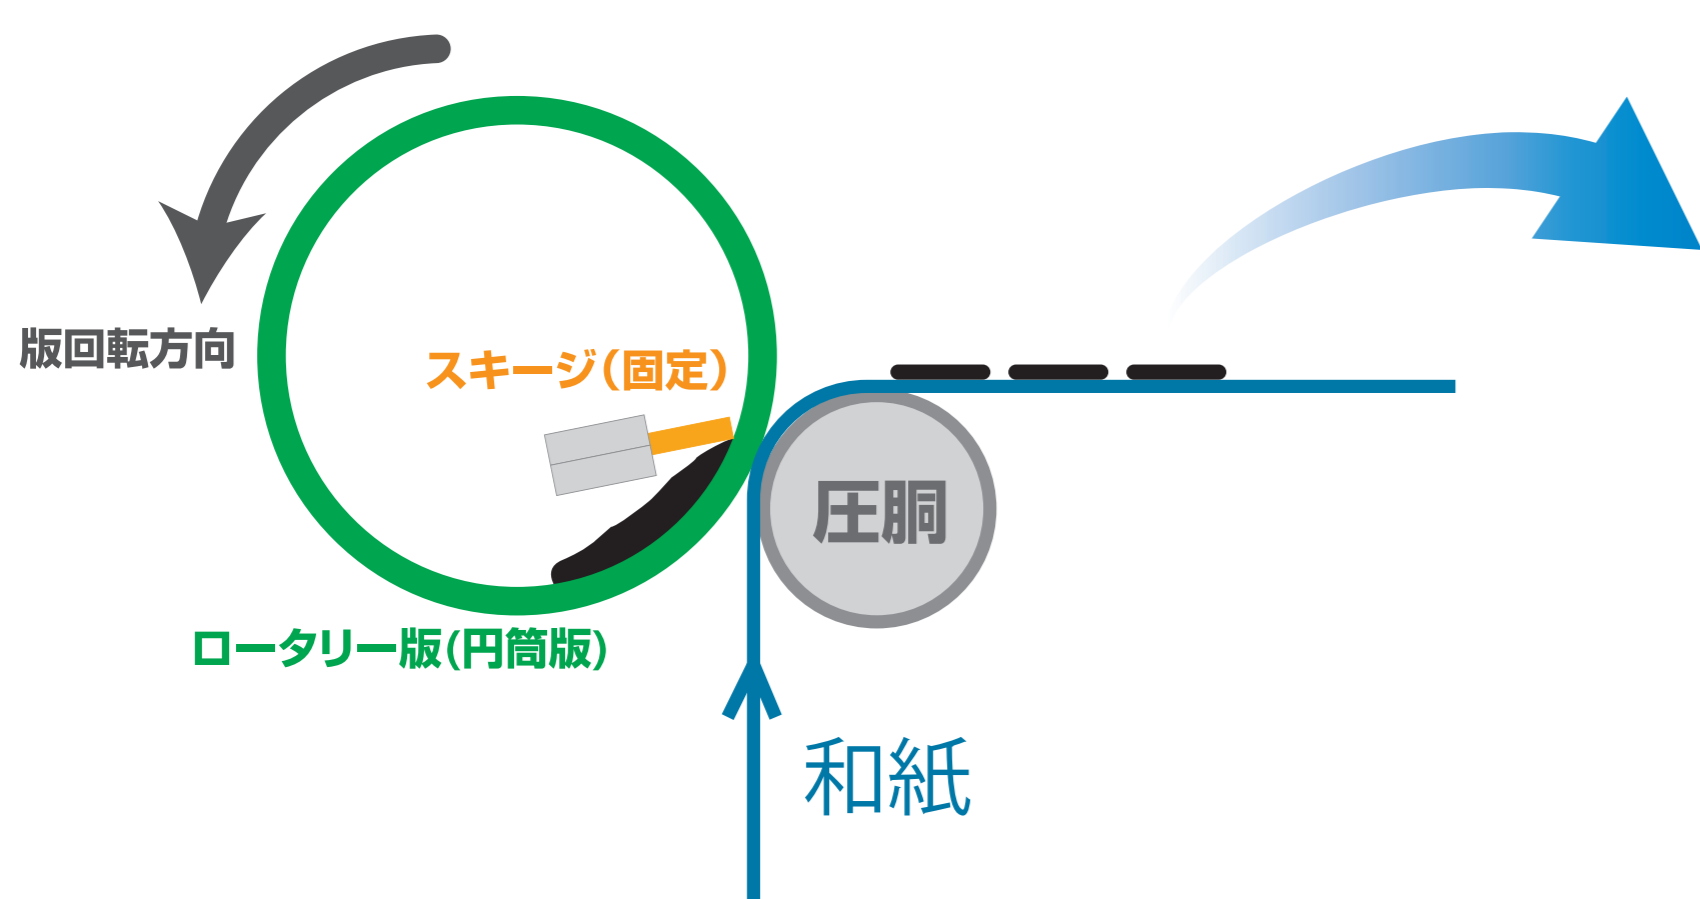 版回転方向
スキージ(固定)
圧胴
ロータリー版(円筒版)
和紙